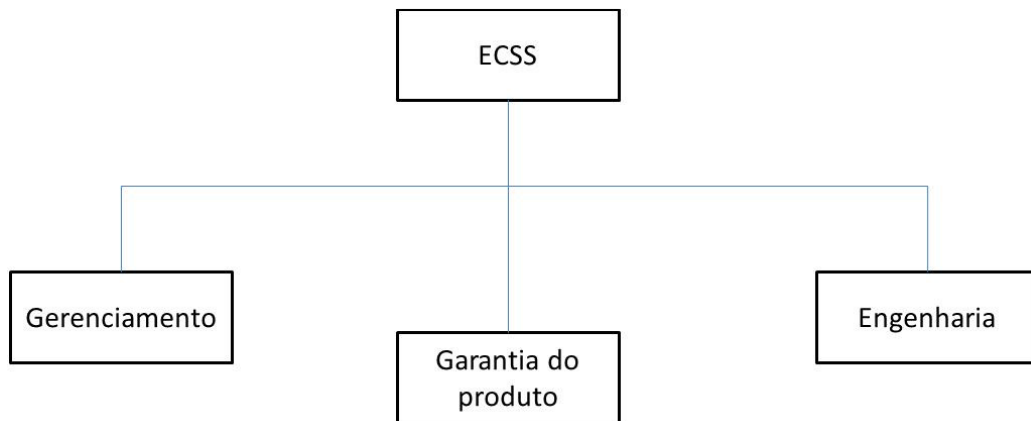 ECSS
Gerenciamento
Engenharia
Garantia do
produto